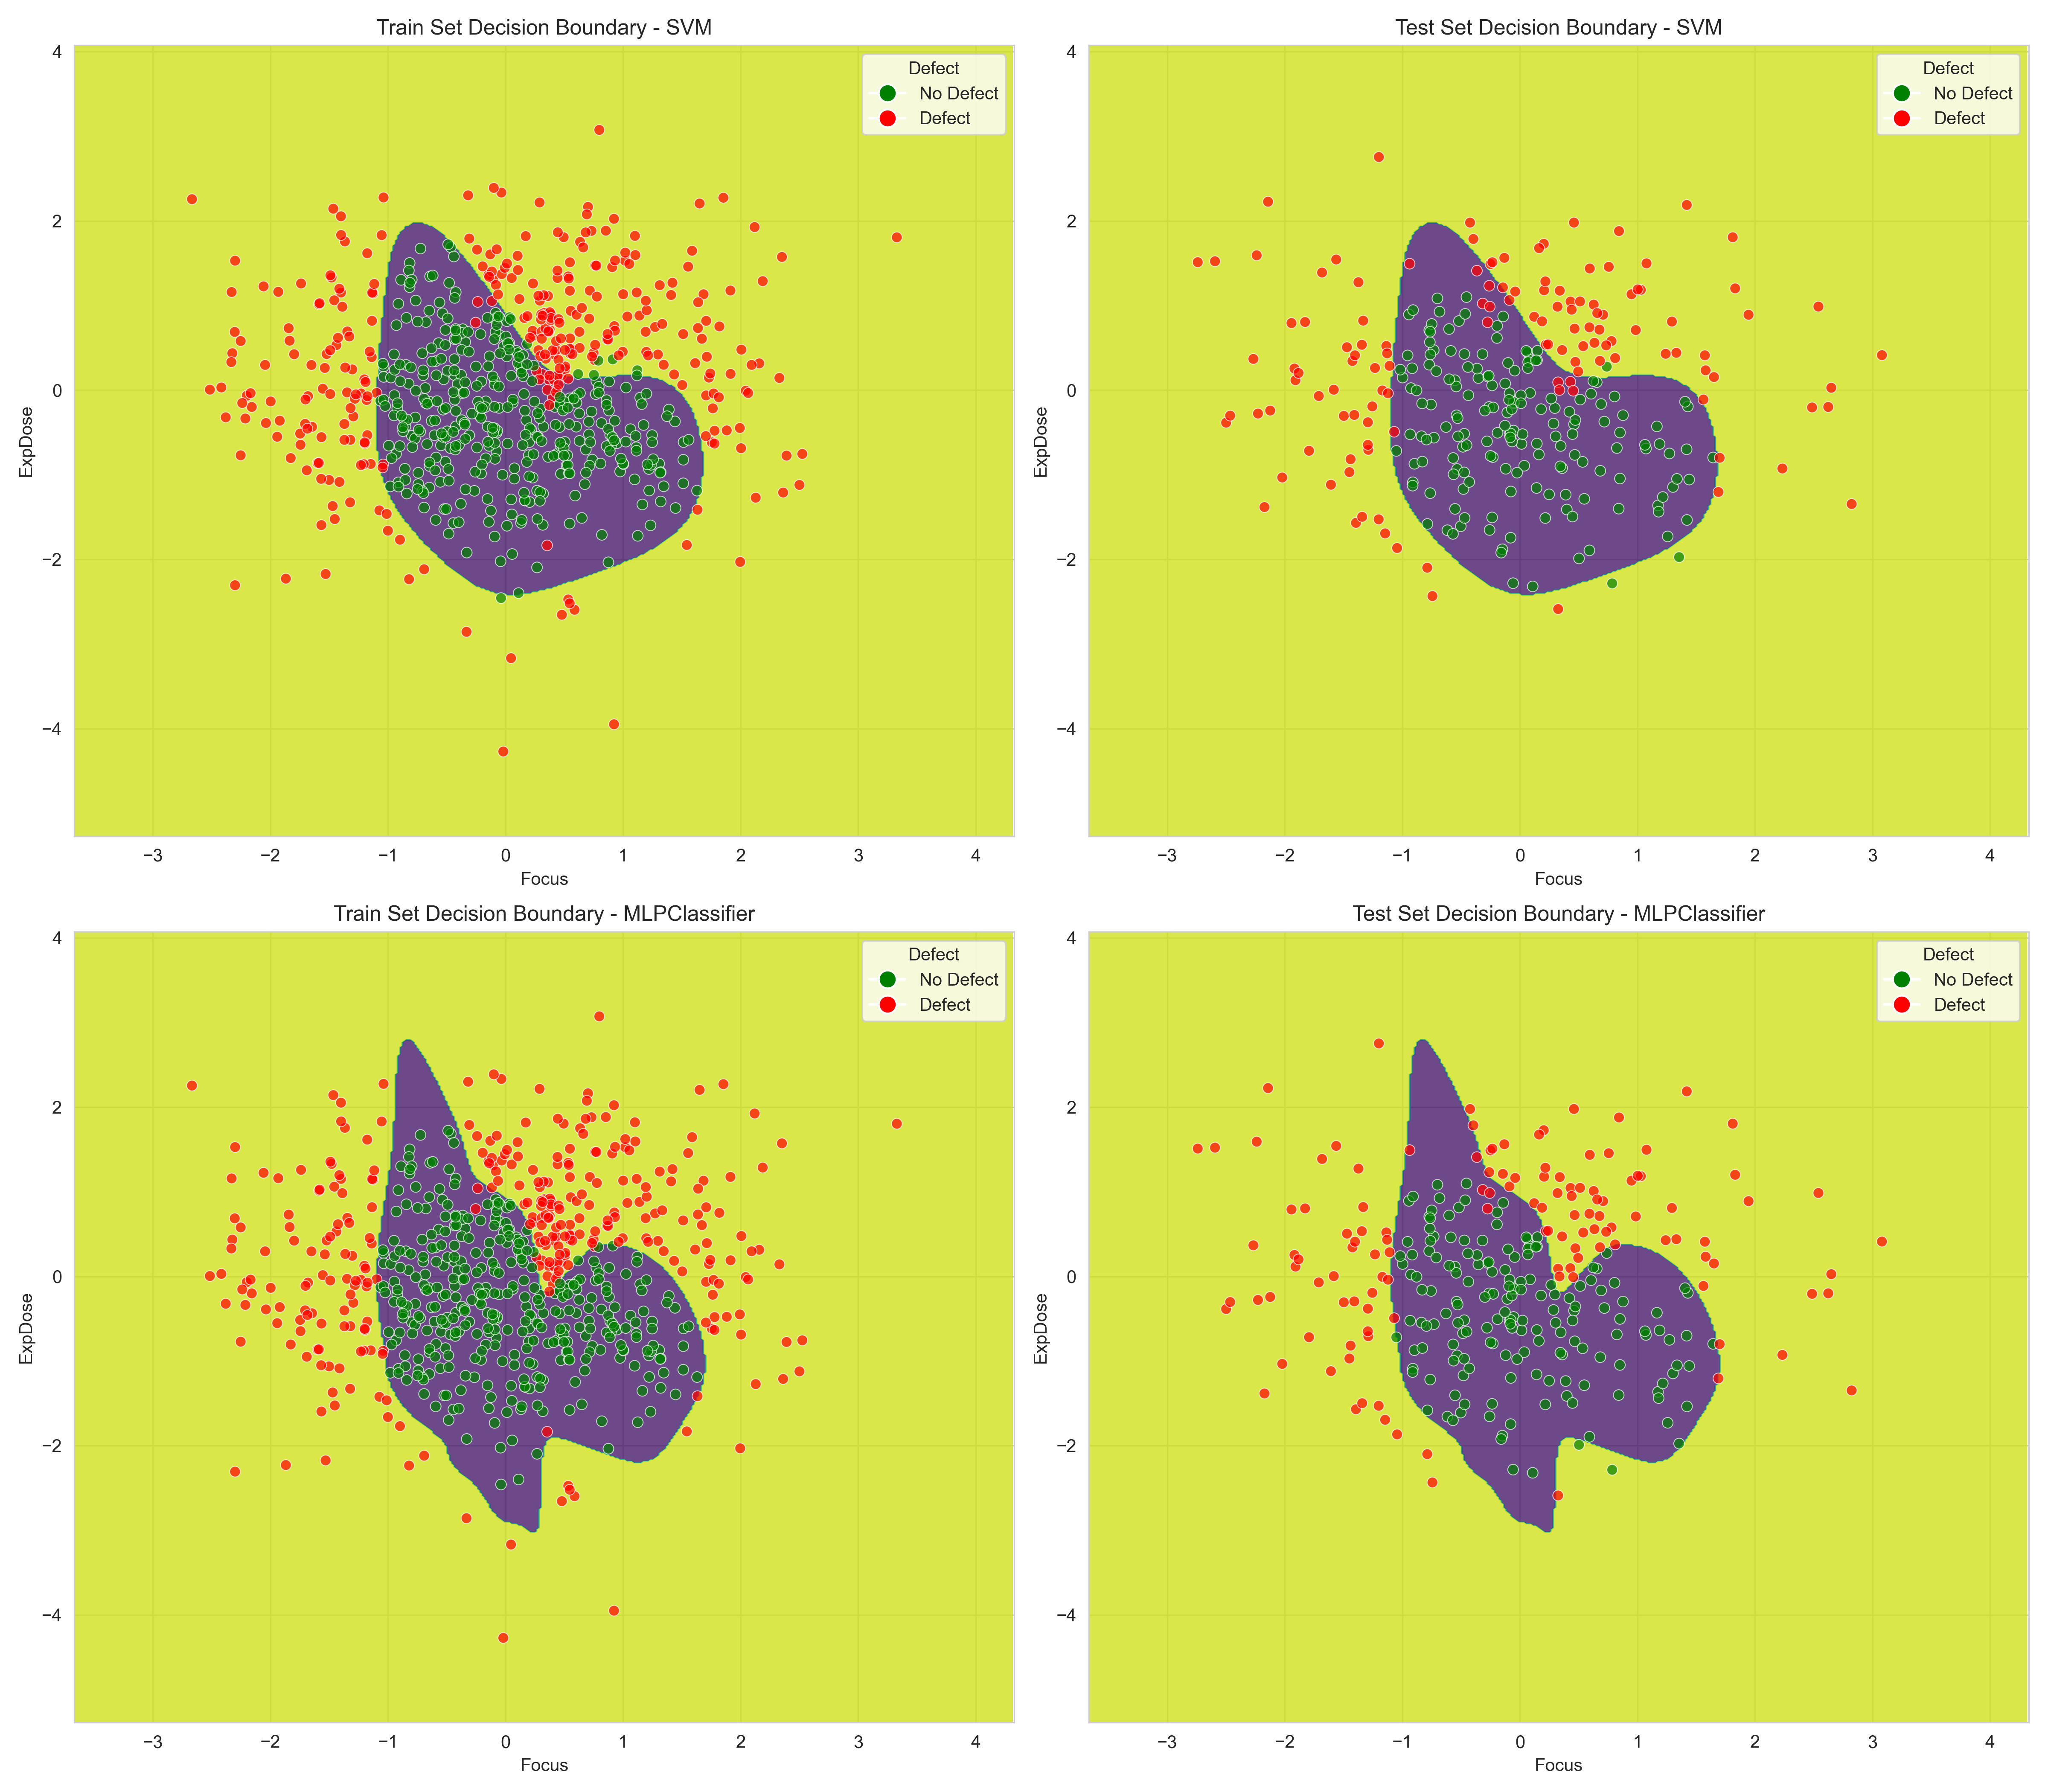 Train Set Decision Boundary - SVM
4
2
0
−2
−4
ExpDose
−3 −2 −1 0 1 2 3 4
Focus
Defect
No Defect
Defect
Test Set Decision Boundary - SVM
4
2
0
−2
−4
ExpDose
−3 −2 −1 0 1 2 3 4
Focus
Defect
No Defect
Defect
Train Set Decision Boundary - MLPClassifier
4
2
0
−2
−4
ExpDose
−3 −2 −1 0 1 2 3 4
Focus
Defect
No Defect
Defect
Test Set Decision Boundary - MLPClassifier
4
2
0
−2
−4
ExpDose
−3 −2 −1 0 1 2 3 4
Focus
Defect
No Defect
Defect